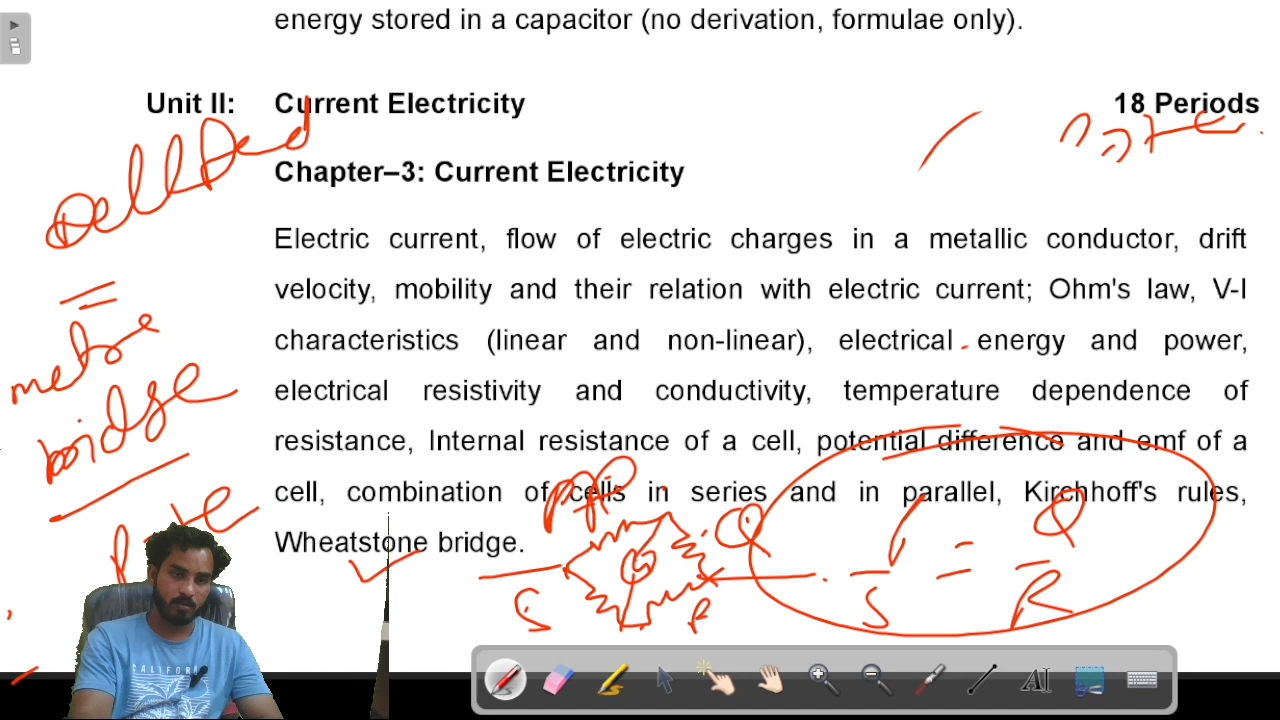 energy stored in a capacitor (no derivation, formulae only).
Unit II: Current Electricity 18 Periods
Chapter–3: Current Electricity
Electric current, flow of electric charges in a metallic conductor, drift
velocity, mobility and their relation with electric current; Ohm's law, V-I
characteristics (linear and non-linear), electrical energy and power,
electrical resistivity and conductivity, temperature dependence of
resistance, Internal resistance of a cell, potential difference and emf of a
cell, combination of cells in series and in parallel, Kirchhoff's rules,
Wheatstone bridge.
metre
bridge
Q
S
S
Q
R
CALIFORNIA
AI